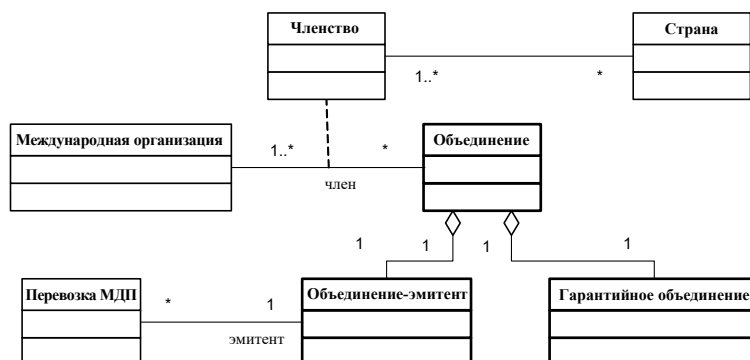 Членство
Страна
1..*
*
Международная организация
Объединение
1..*
*
член
1
1
1
1
Перевозка МДП
Объединение-эмитент
Гарантийное объединение
*
1
эмитент